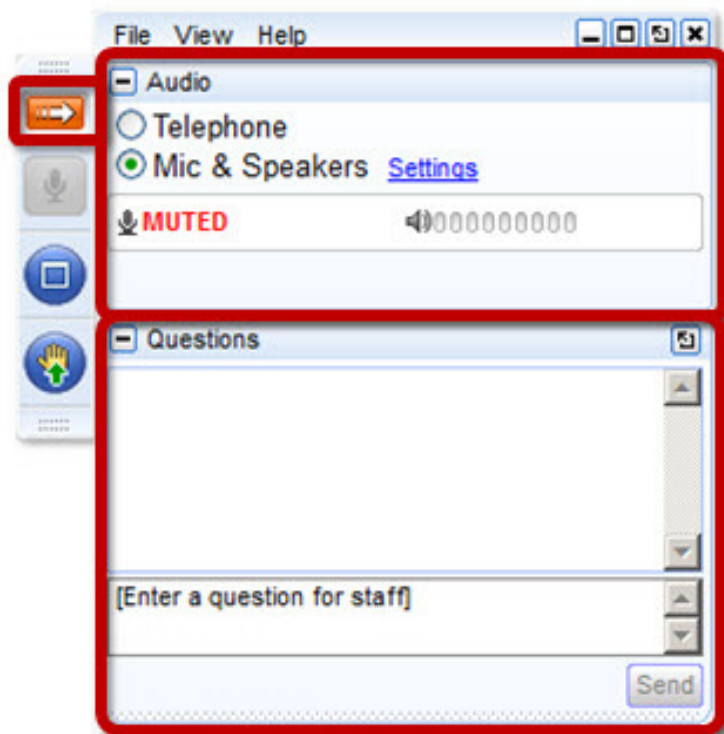 File View Help
Audio
Telephone
Mic & Speakers Settings
MUTED
Questions
[Enter a question for staff]
Send